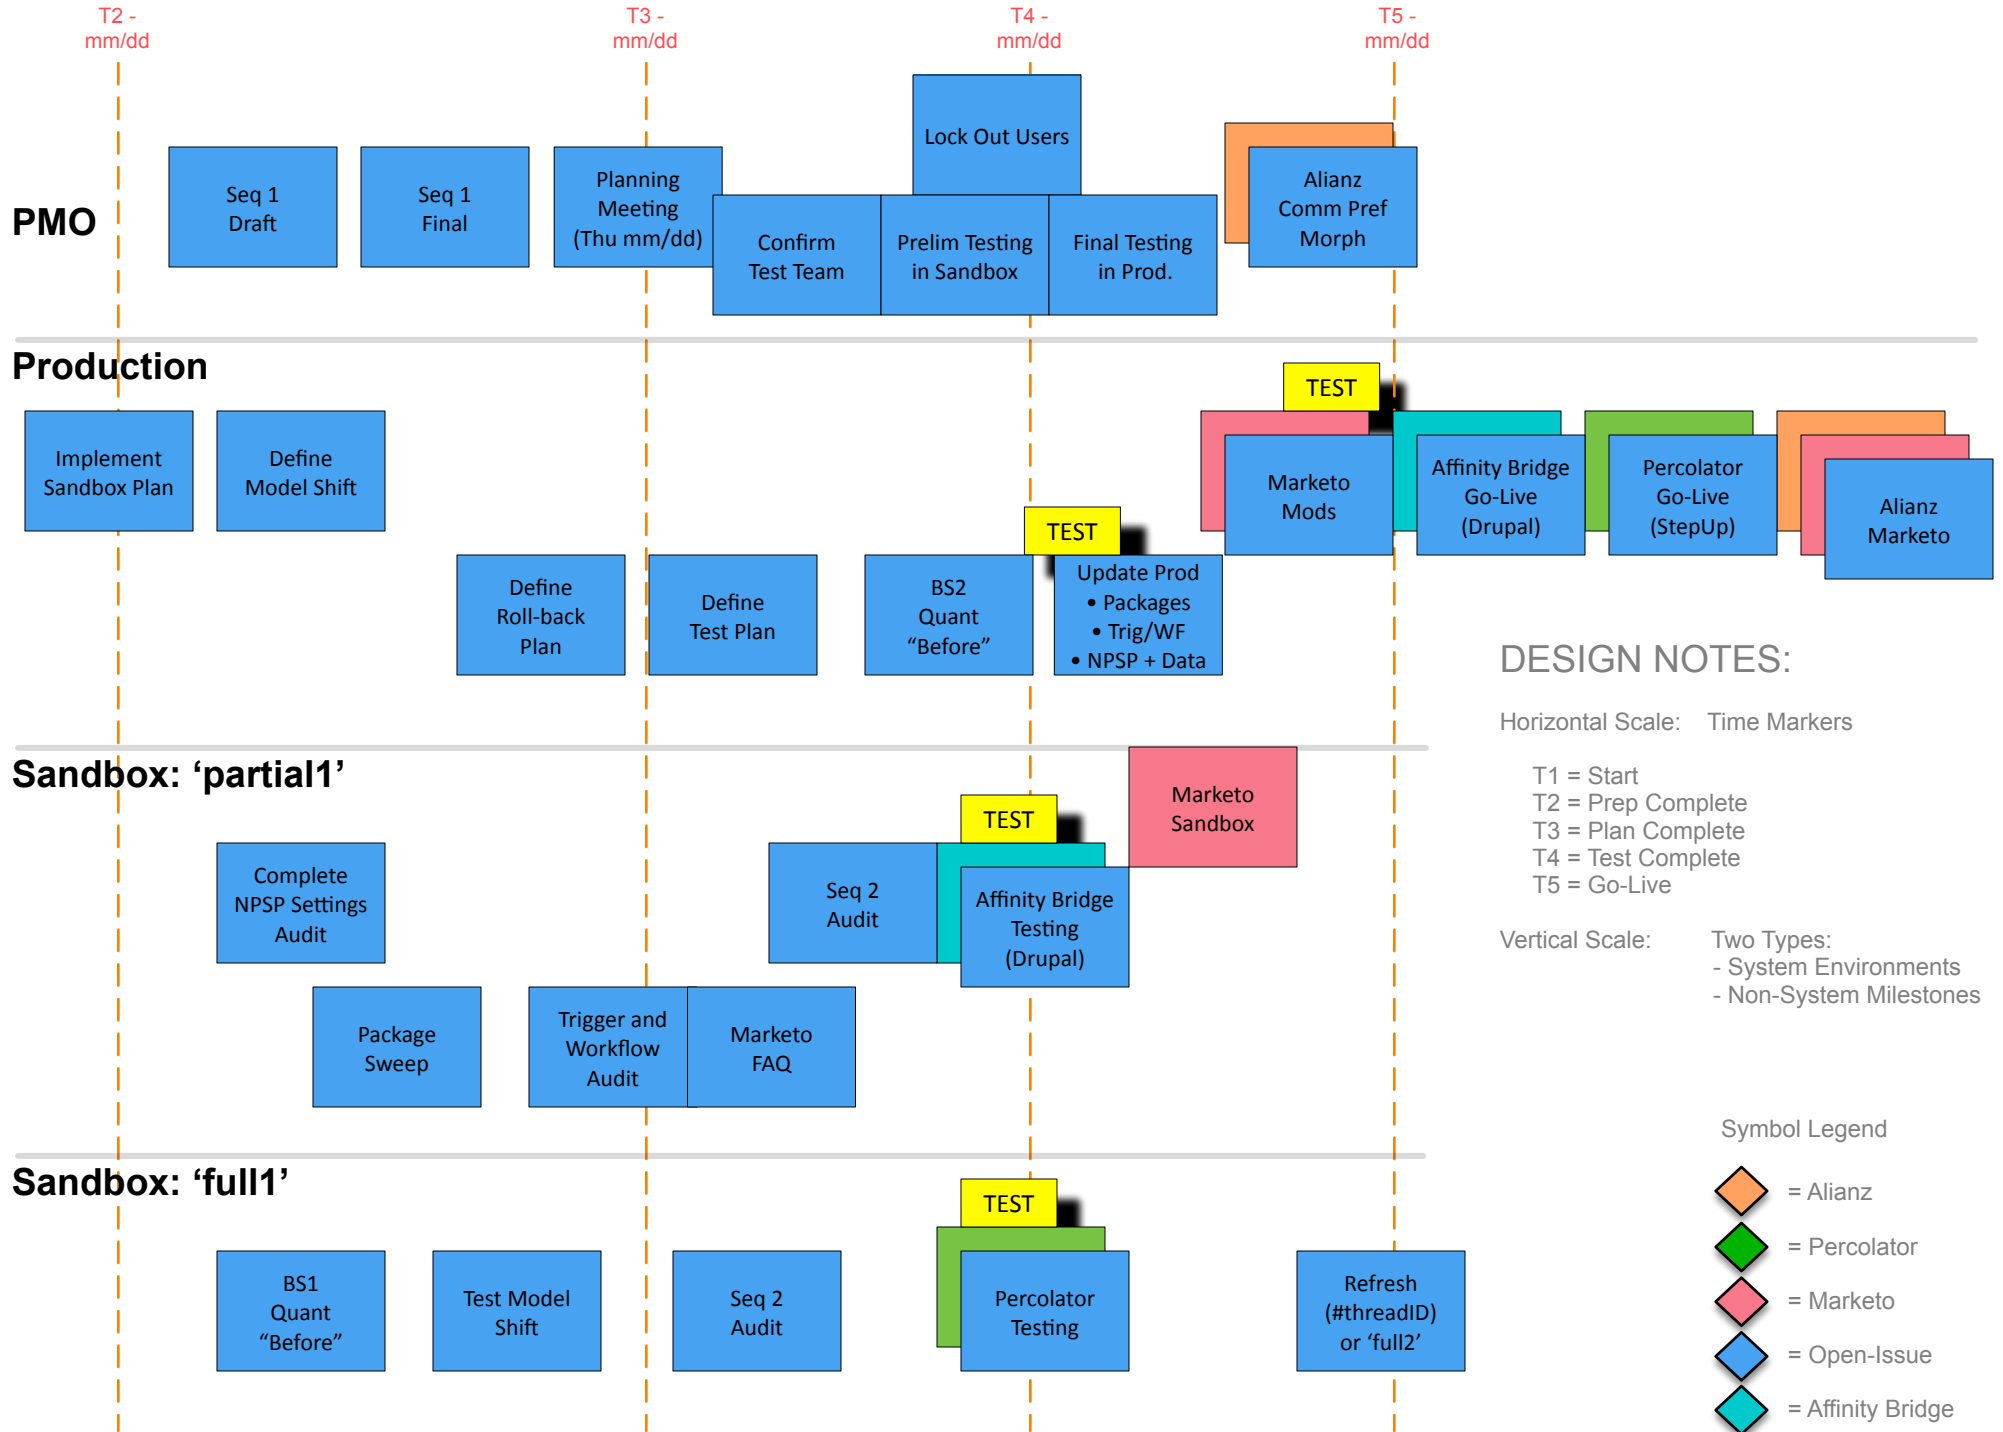 T2 -
mm/dd
T3 -
mm/dd
T4 -
mm/dd
T5 -
mm/dd
PMO
Seq 1
Draft
Seq 1
Final
Planning
Meeting
(Thu mm/dd)
Confirm
Test Team
Lock Out Users
Prelim Testing
in Sandbox
Final Testing
in Prod.
Alianz
Comm Pref
Morph
Production
Implement
Sandbox Plan
Define
Model Shift
Define
Roll-back
Plan
Define
Test Plan
BS2
Quant
“Before”
TEST
Update Prod
• Packages
• Trig/WF
• NPSP + Data
TEST
Marketo
Mods
Affinity Bridge
Go-Live
(Drupal)
Percolator
Go-Live
(StepUp)
Alianz
Marketo
Sandbox: ‘partial1’
Complete
NPSP Settings
Audit
Package
Sweep
Trigger and
Workflow
Audit
Marketo
FAQ
Seq 2
Audit
TEST
Affinity Bridge
Testing
(Drupal)
Marketo
Sandbox
Sandbox: ‘full1’
BS1
Quant
“Before”
Test Model
Shift
Seq 2
Audit
TEST
Percolator
Testing
Refresh
(#threadID)
or ‘full2’
DESIGN NOTES:
Horizontal Scale: Time Markers
T1 = Start
T2 = Prep Complete
T3 = Plan Complete
T4 = Test Complete
T5 = Go-Live
Vertical Scale: Two Types:
- System Environments
- Non-System Milestones
Symbol Legend
= Alianz
= Percolator
= Marketo
= Open-Issue
= Affinity Bridge